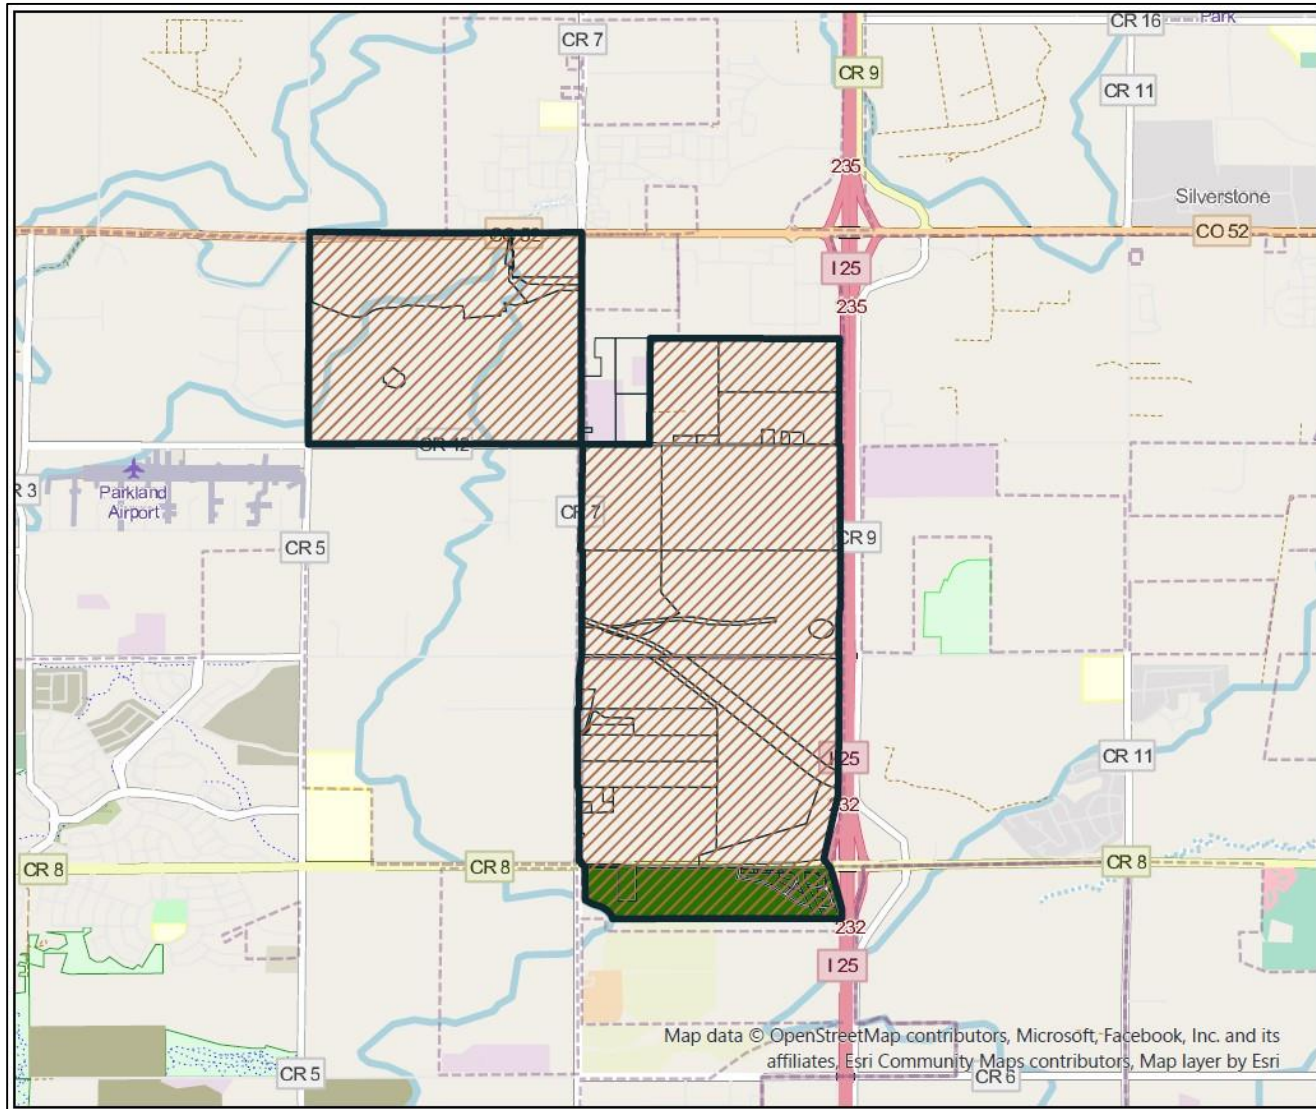 Park
CR 16
CR 7
CR 9
CR 11
235
Silverstone
CO 52
CO 52
I 25
235
CR 12
R 3
Parkland
Airport
CR 7
CR 9
CR 5
I 25
CR 11
232
CR 8
CR 8
CR 8
232
I 25
Map data © OpenStreetMap contributors, Microsoft, Facebook, Inc. and its
affiliates, Esri Community Maps contributors, Map layer by Esri
CR 5
CR 6